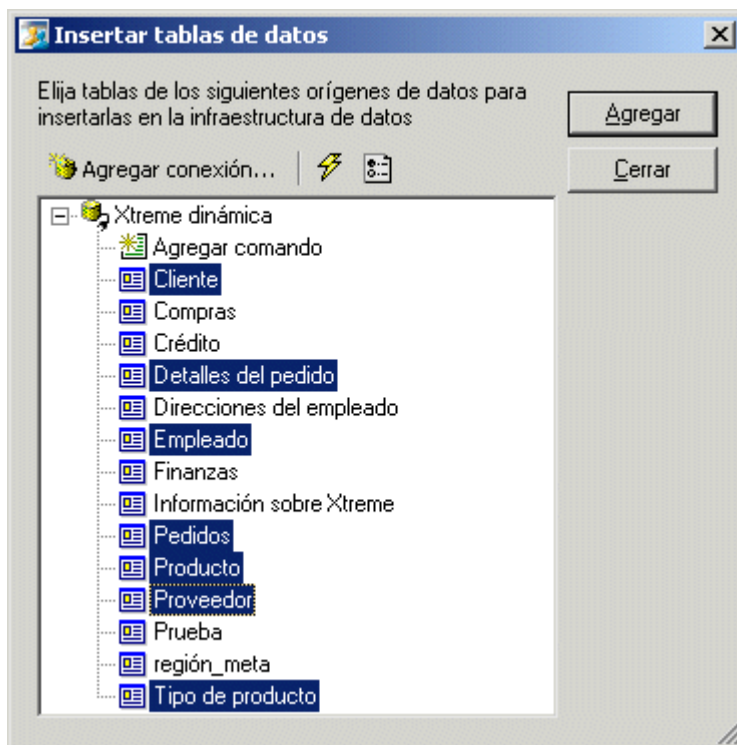 Insertar tablas de datos
Elija tablas de los siguientes orígenes de datos para
insertarlas en la infraestructura de datos
Agregar
Agregar conexión...
Cerrar
Xtreme dinámica
Agregar comando
Cliente
Compras
Crédito
Detalles del pedido
Direcciones del empleado
Empleado
Finanzas
Información sobre Xtreme
Pedidos
Producto
Proveedor
Prueba
región_meta
Tipo de producto